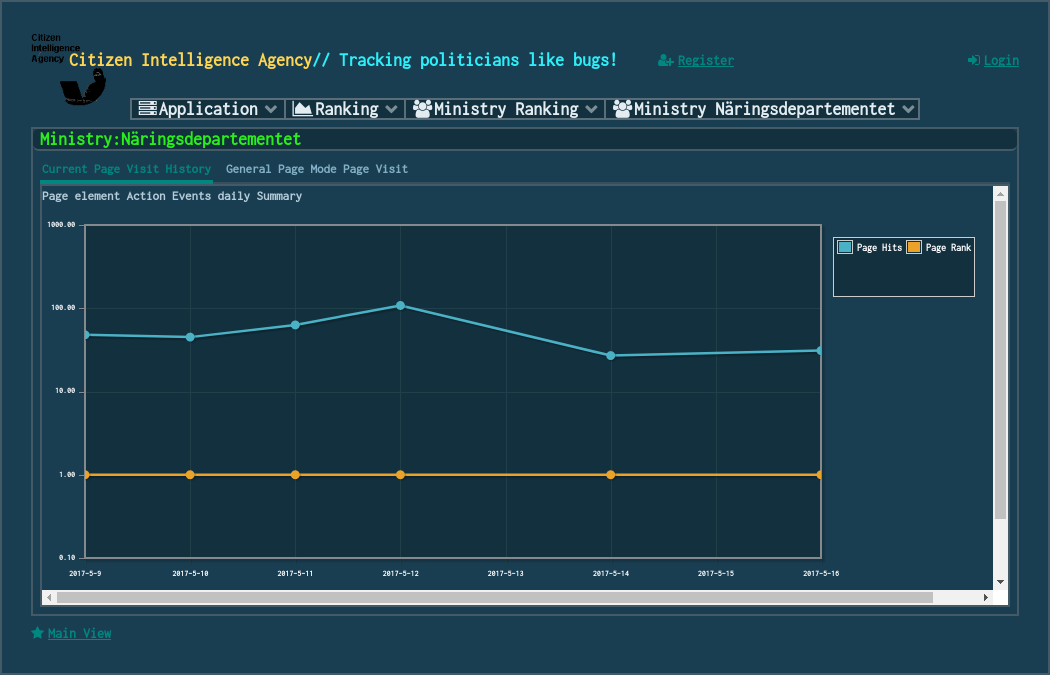 Citizen
Intelligence
Agency
Citizen Intelligence Agency// Tracking politicians like bugs!
Register
Login
Application
Ranking
Ministry Ranking
Ministry Näringsdepartementet
Ministry:Näringsdepartementet
Current Page Visit History
General Page Mode Page Visit
Page element Action Events daily Summary
1000.00
100.00
10.00
1.00
0.10
2017-5-9
2017-5-10
2017-5-11
2017-5-12
2017-5-13
2017-5-14
2017-5-15
2017-5-16
Page Hits
Page Rank
Main View